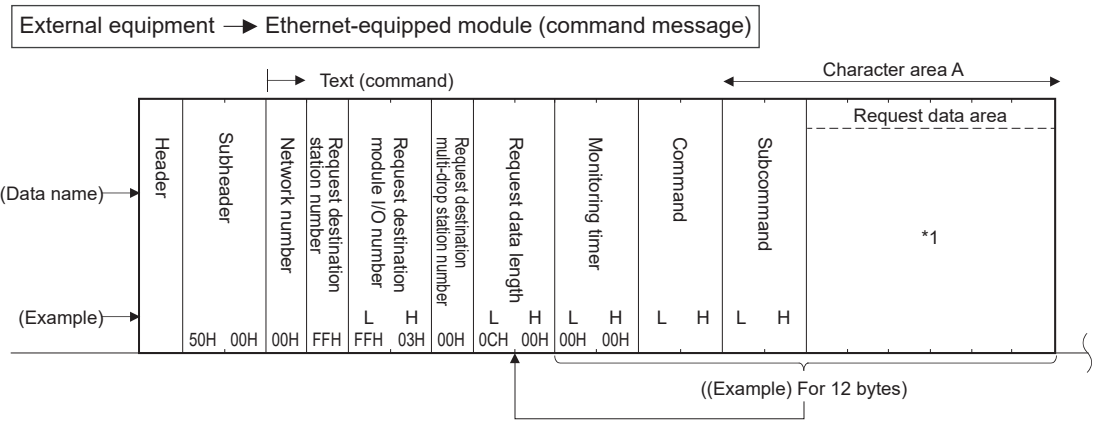 External equipment → Ethernet-equipped module (command message)
Character area A
Text (command)
Request data area
(Data name)
Header
Subheader
Network number
Request destination
station number
Request destination
module I/O number
Request destination
multi-drop station number
Request data length
Monitoring timer
Command
Subcommand
*1
(Example)
L H L H L H L H L H
50H 00H 00H FFH FFH 03H 00H 0CH 00H 00H 00H
((Example) For 12 bytes)